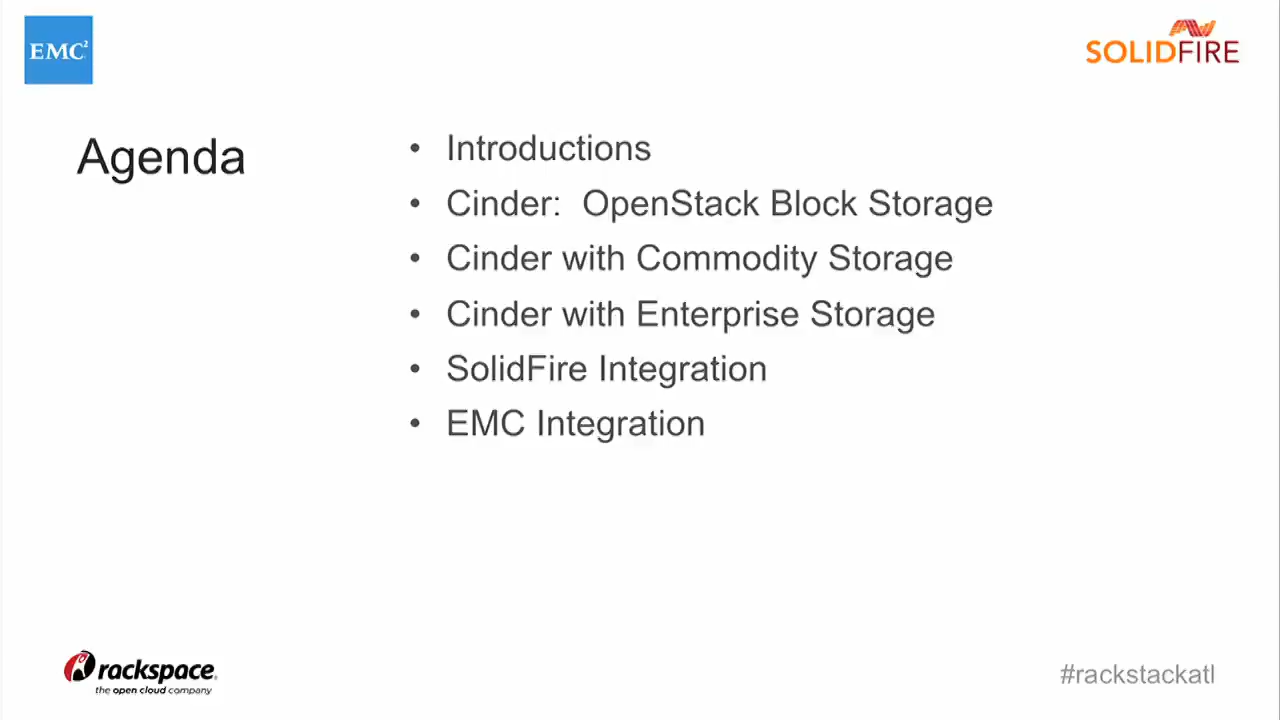 EMC²
SOLIDFIRE
Agenda
• Introductions
• Cinder: OpenStack Block Storage
• Cinder with Commodity Storage
• Cinder with Enterprise Storage
• SolidFire Integration
• EMC Integration
rackspace.
the open cloud company
#rackstackatl